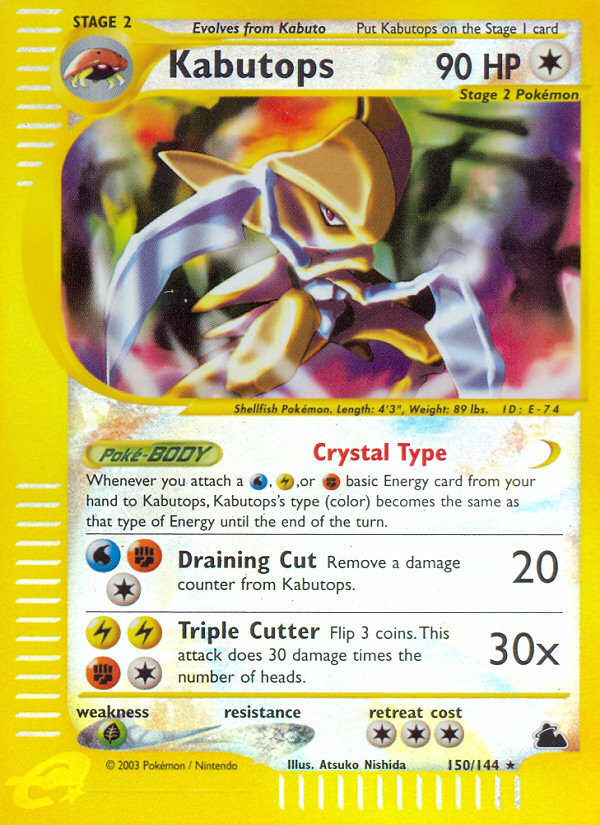 STAGE 2
Evolves from Kabuto Put Kabutops on the Stage 1 card
Kabutops 90 HP
Stage 2 Pokémon
Shellfish Pokémon. Length: 4'3", Weight: 89 lbs. ID: E-74
Poké-BODY Crystal Type
Whenever you attach a , , or basic Energy card from your
hand to Kabutops, Kabutops's type (color) becomes the same as
that type of Energy until the end of the turn.
Draining Cut Remove a damage 20
counter from Kabutops.
Triple Cutter Flip 3 coins. This
attack does 30 damage times the 30x
number of heads.
weakness resistance retreat cost
© 2003 Pokémon / Nintendo Illus. Atsuko Nishida 150/144 ★